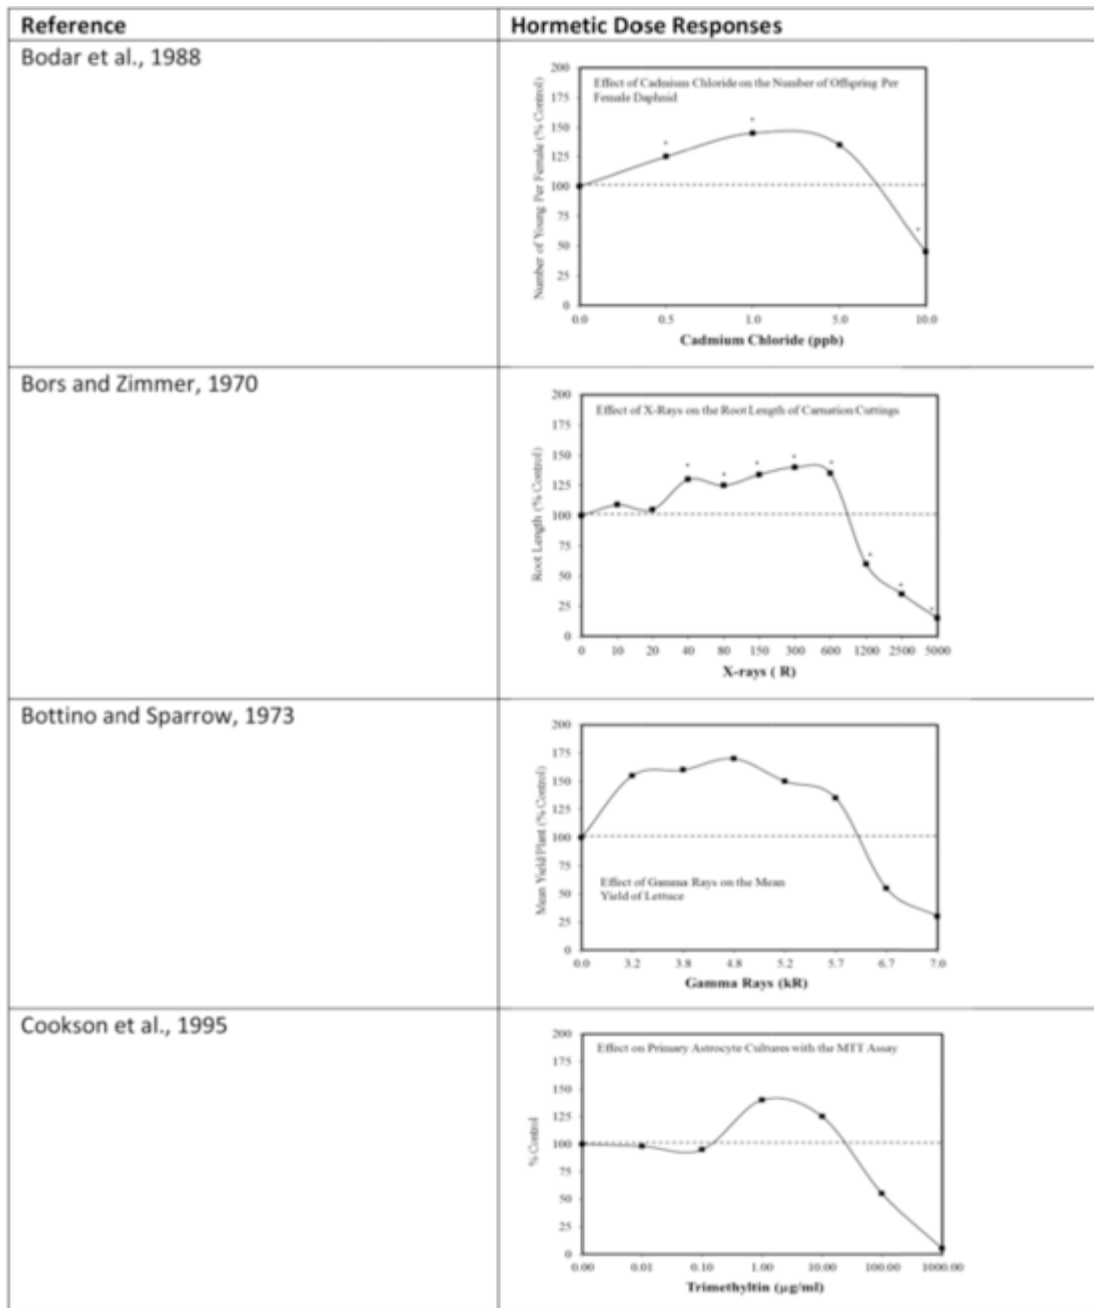 Reference
Hormetic Dose Responses
Bodar et al., 1988
Effect of Cadmium Chloride on the Number of Offspring Per
Female Daphnid
Number of Young Per Female (% Control)
200
175
150
125
100
75
50
25
0
0.0 0.5 1.0 5.0 10.0
Cadmium Chloride (ppb)
Bors and Zimmer, 1970
Effect of X-Rays on the Root Length of Carnation Cuttings
Root Length (% Control)
200
175
150
125
100
75
50
25
0
0 10 20 40 80 150 300 600 1200 2500 5000
X-rays ( R)
Bottino and Sparrow, 1973
Mean Yield/Plant (% Control)
200
175
150
125
100
75
50
25
0
Effect of Gamma Rays on the Mean
Yield of Lettuce
0.0 3.2 3.8 4.8 5.2 5.7 6.7 7.0
Gamma Rays (kR)
Cookson et al., 1995
Effect on Primary Astrocyte Cultures with the MTT Assay
% Control
200
175
150
125
100
75
50
25
0
0.00 0.01 0.10 1.00 10.00 100.00 1000.00
Trimethyltin (µg/ml)